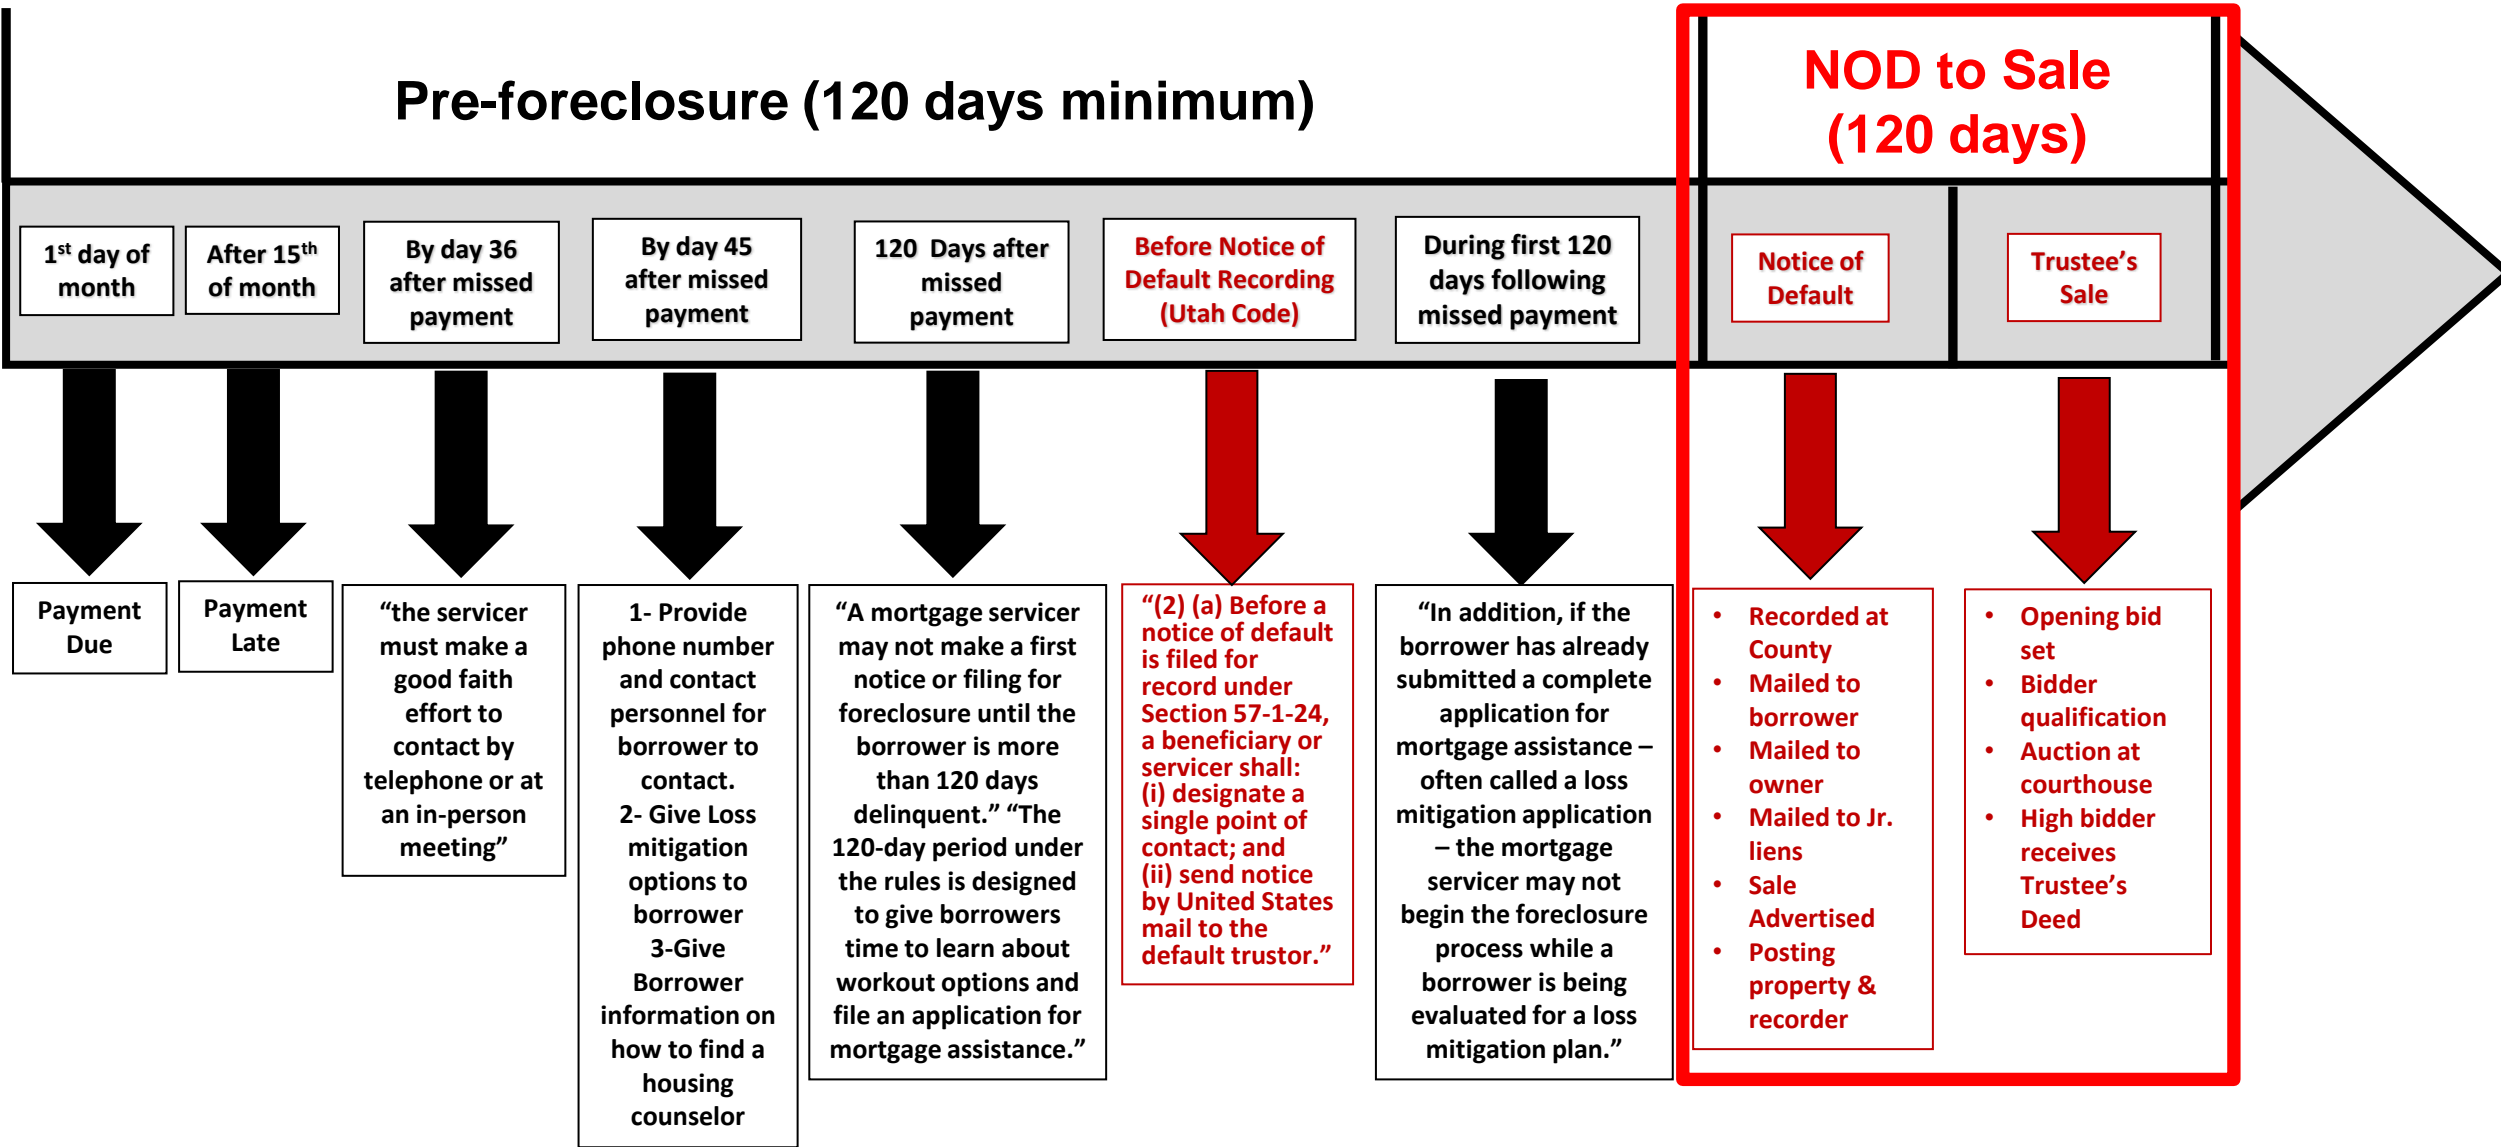 Pre-foreclosure (120 days minimum)
NOD to Sale
(120 days)
1st day of
month
After 15th
of month
By day 36
after missed
payment
By day 45
after missed
payment
120 Days after
missed
payment
Before Notice of
Default Recording
(Utah Code)
During first 120
days following
missed payment
Notice of
Default
Trustee’s
Sale
Payment
Due
Payment
Late
“the servicer
must make a
good faith
effort to
contact by
telephone or at
an in-person
meeting”
1- Provide
phone number
and contact
personnel for
borrower to
contact.
2- Give Loss
mitigation
options to
borrower
3-Give
Borrower
information on
how to find a
housing
counselor
“A mortgage servicer
may not make a first
notice or filing for
foreclosure until the
borrower is more
than 120 days
delinquent.” “The
120-day period under
the rules is designed
to give borrowers
time to learn about
workout options and
file an application for
mortgage assistance.”
“(2) (a) Before a
notice of default
is filed for
record under
Section 57-1-24,
a beneficiary or
servicer shall:
(i) designate a
single point of
contact; and
(ii) send notice
by United States
mail to the
default trustor.”
“In addition, if the
borrower has already
submitted a complete
application for
mortgage assistance –
often called a loss
mitigation application
– the mortgage
servicer may not
begin the foreclosure
process while a
borrower is being
evaluated for a loss
mitigation plan.”
• Recorded at
County
• Mailed to
borrower
• Mailed to
owner
• Mailed to Jr.
liens
• Sale
Advertised
• Posting
property &
recorder
• Opening bid
set
• Bidder
qualification
• Auction at
courthouse
• High bidder
receives
Trustee’s
Deed